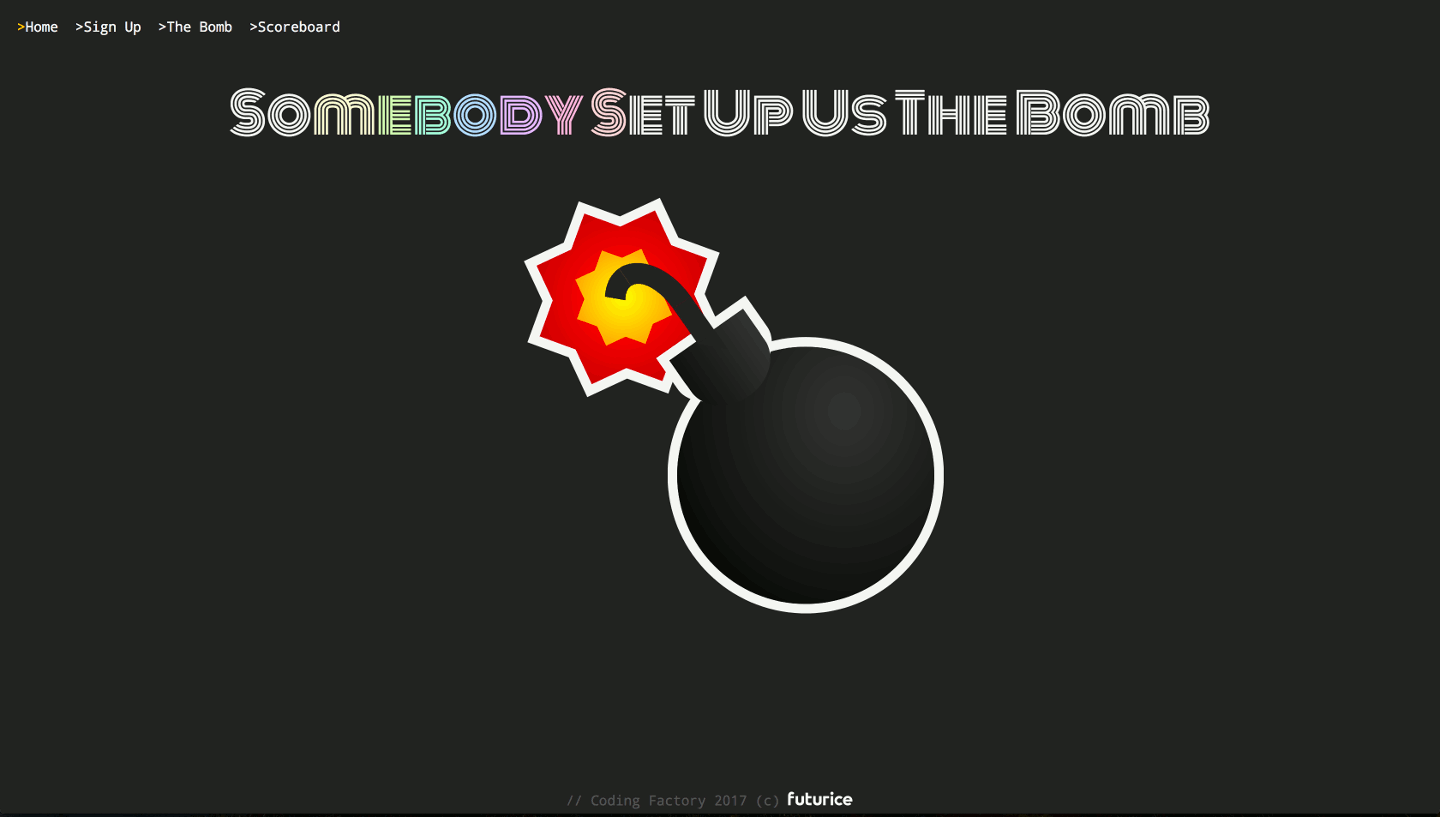 >Home >Sign Up >The Bomb >Scoreboard
Somebody Set Up Us The Bomb
// Coding Factory 2017 (c) futurice